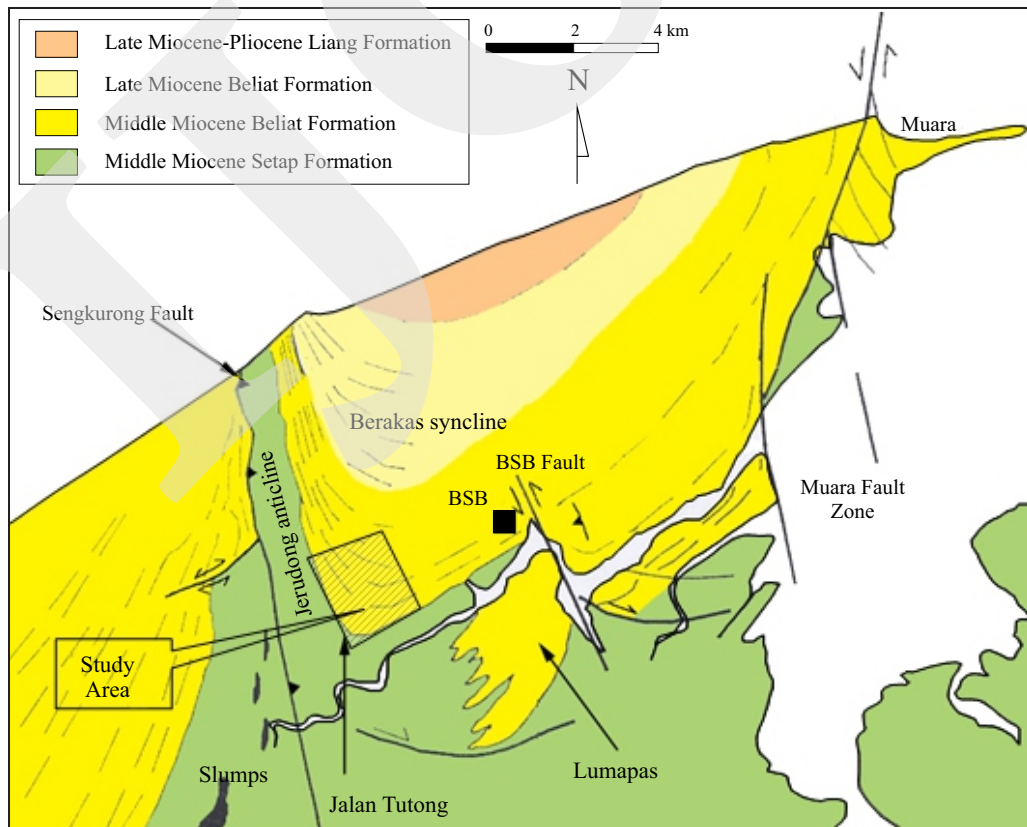 Late Miocene-Pliocene Liang Formation
Late Miocene Beliat Formation
Middle Miocene Beliat Formation
Middle Miocene Setap Formation
0 2 4 km
N
Muara
Sengkurong Fault
Berakas syncline
BSB Fault
BSB
Muara Fault
Zone
Jerudong anticline
Study
Area
Slumps
Jalan Tutong
Lumapas